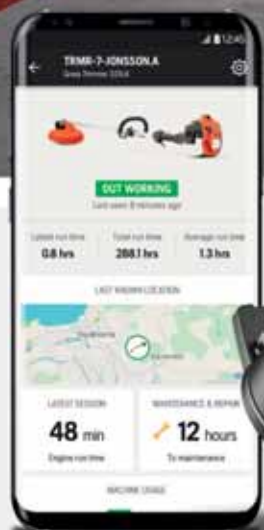 12:45
TRMR-7-JONSSON.A
OUT WORKING
Last seen 8 minutes ago
Latest run time Total run time Average run time
0.8 hrs 288.1 hrs 1.3 hrs
LAST KNOWN LOCATION
LATEST SESSION MAINTENANCE & REPAIR
48 min 12 hours
Engine run time To maintenance
MACHINE USAGE